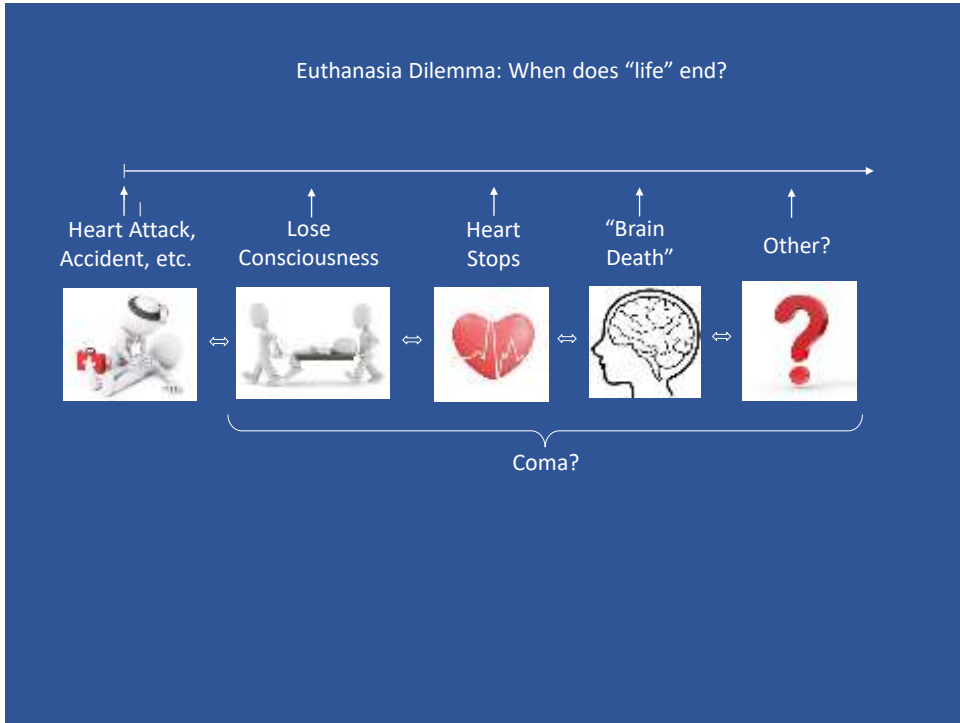 Euthanasia Dilemma: When does “life” end?
Heart Attack,
Accident, etc.
Lose
Consciousness
Heart
Stops
“Brain
Death”
Other?
Coma?